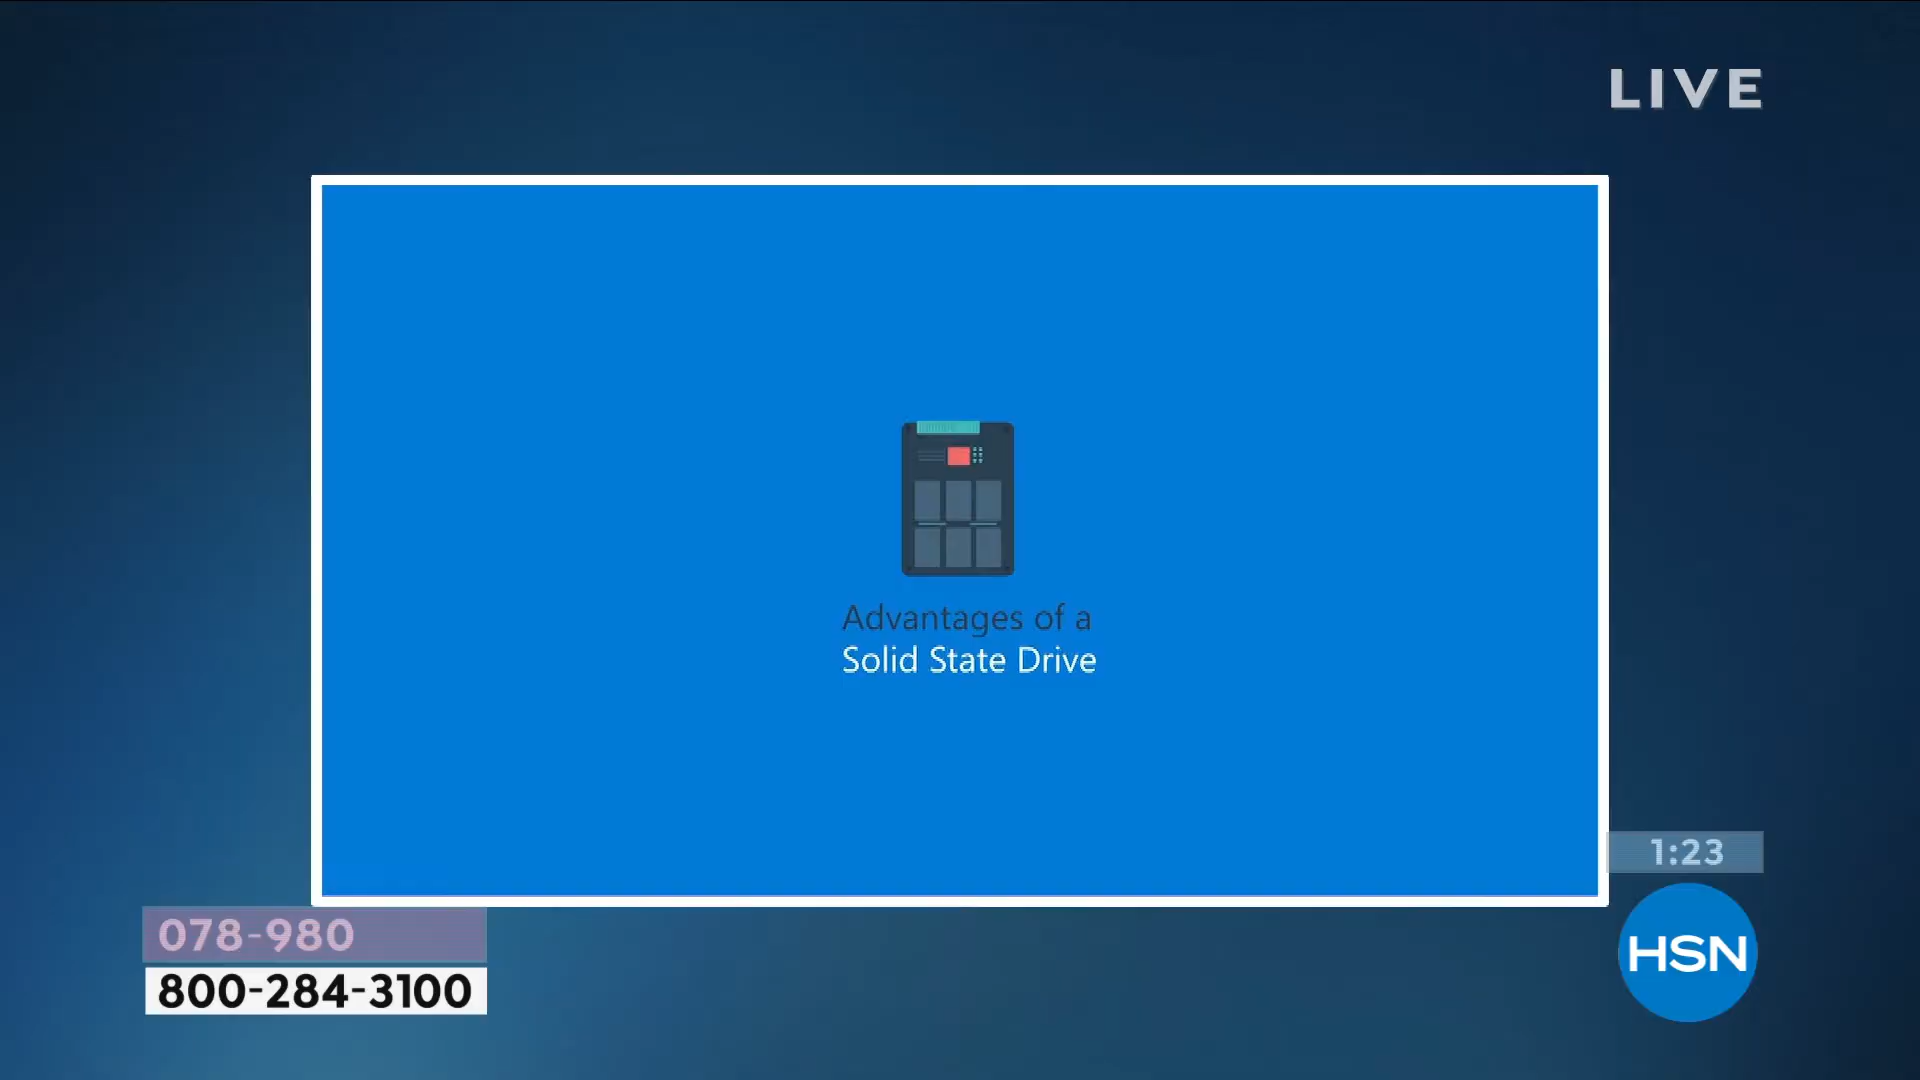 LIVE
Advantages of a
Solid State Drive
1:23
078-980
800-284-3100
HSN